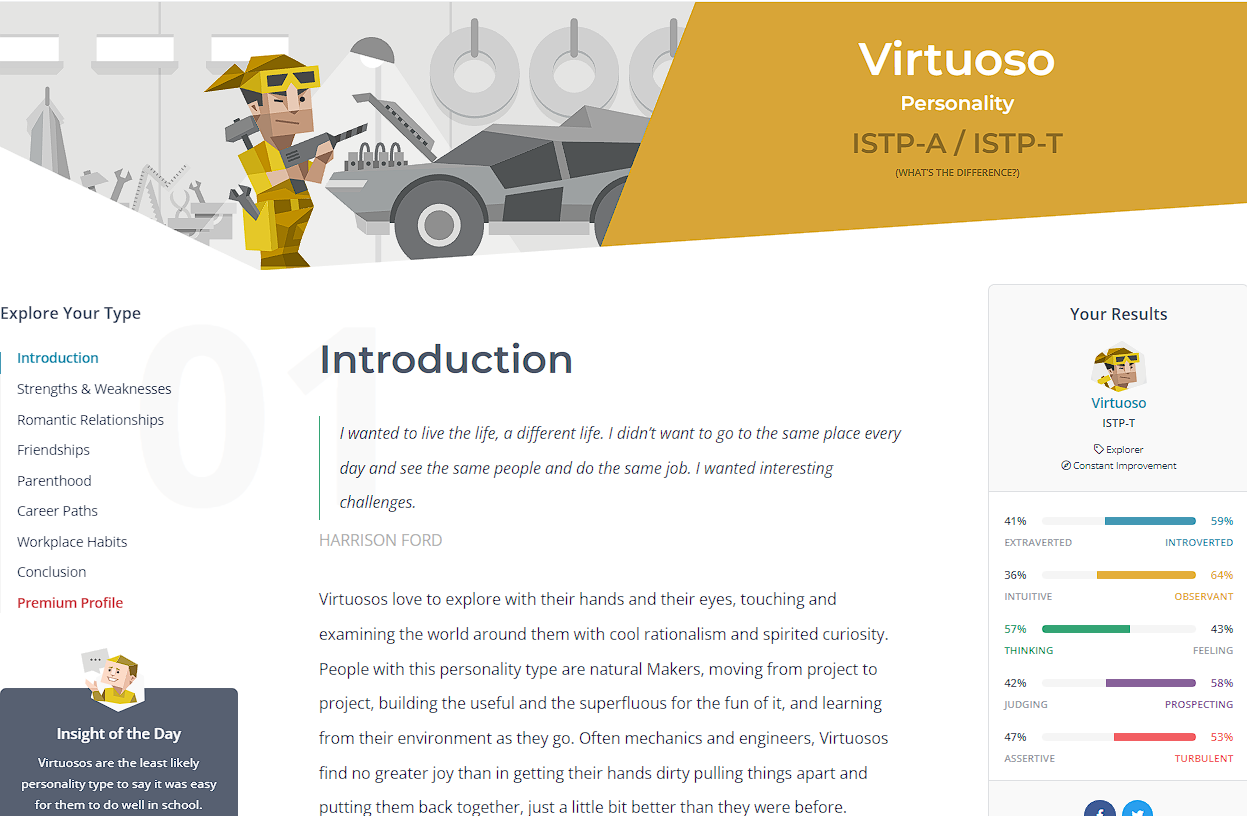 Virtuoso
Personality
ISTP-A / ISTP-T
(WHAT'S THE DIFFERENCE?)
Explore Your Type
Introduction
Strengths & Weaknesses
Romantic Relationships
Friendships
Parenthood
Career Paths
Workplace Habits
Conclusion
Premium Profile
Insight of the Day
Virtuosos are the least likely
personality type to say it was easy
for them to do well in school.
01
Introduction
I wanted to live the life, a different life. I didn't want to go to the same place every
day and see the same people and do the same job. I wanted interesting
challenges.
HARRISON FORD
Virtuosos love to explore with their hands and their eyes, touching and
examining the world around them with cool rationalism and spirited curiosity.
People with this personality type are natural Makers, moving from project to
project, building the useful and the superfluous for the fun of it, and learning
from their environment as they go. Often mechanics and engineers, Virtuosos
find no greater joy than in getting their hands dirty pulling things apart and
putting them back together, just a little bit better than they were before.
Your Results
Virtuoso
ISTP-T
Explorer
Constant Improvement
41% 59%
EXTRAVERTED INTROVERTED
36% 64%
INTUITIVE OBSERVANT
57% 43%
THINKING FEELING
42% 58%
JUDGING PROSPECTING
47% 53%
ASSERTIVE TURBULENT